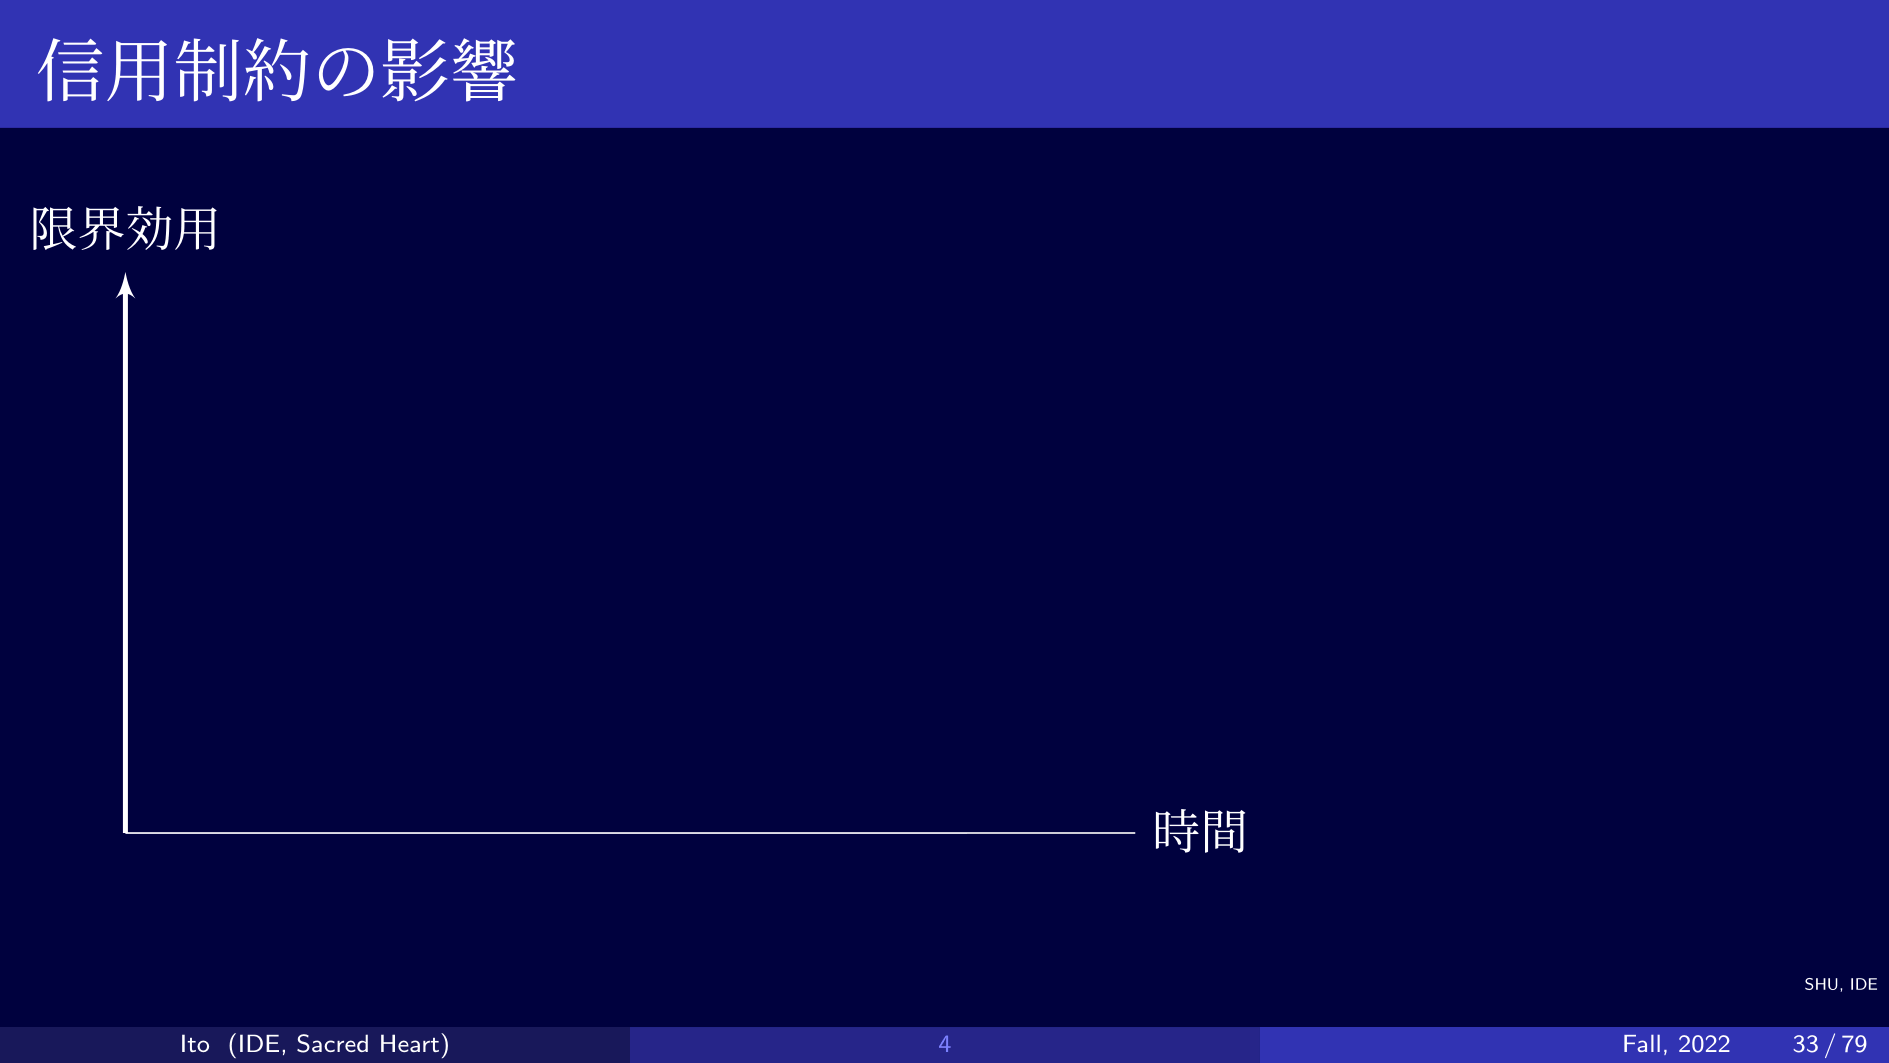 信用制約の影響
限界効用
時間
SHU, IDE
Ito (IDE, Sacred Heart) 4 Fall, 2022 33 / 79